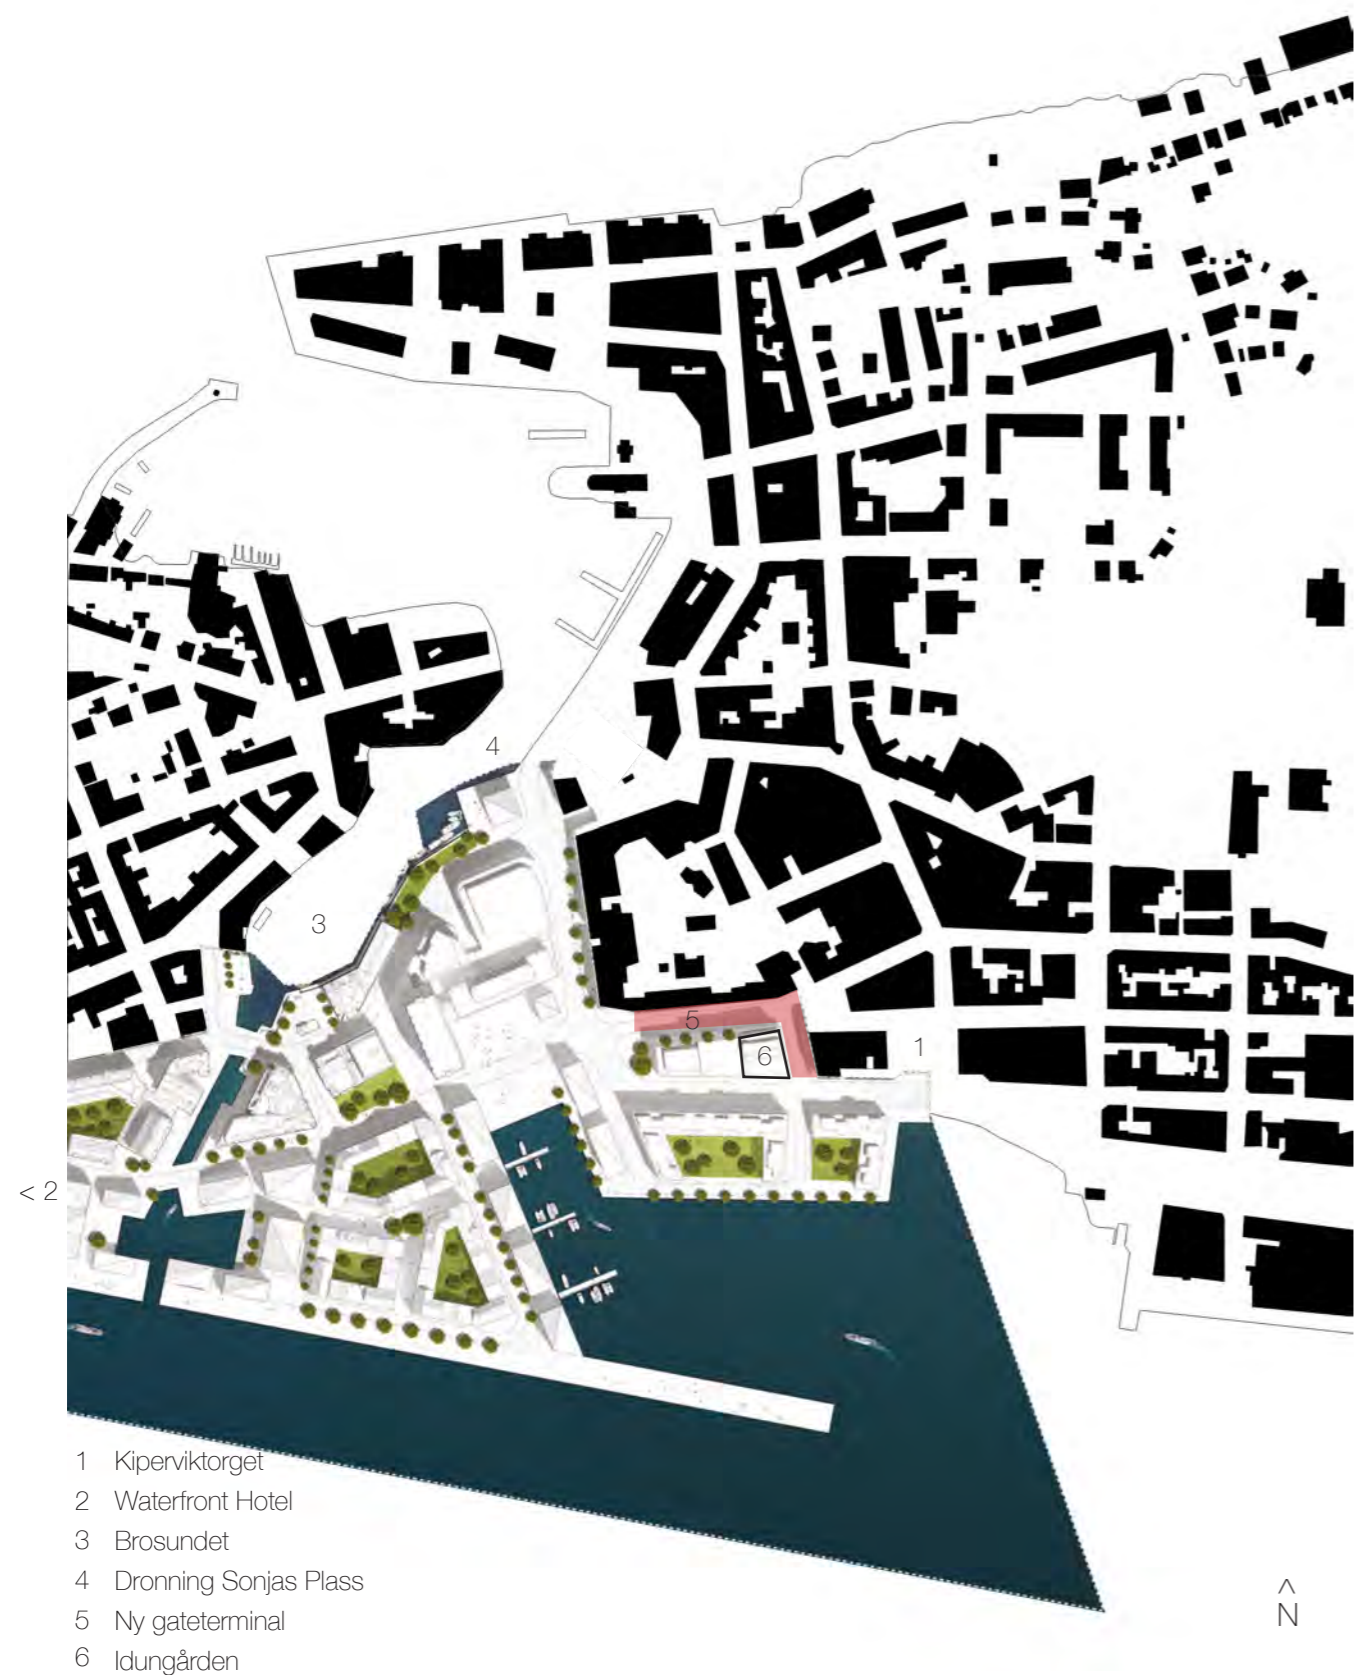 4
3
5
1
6
< 2
1 Kiperviktorget
2 Waterfront Hotel
3 Brosundet
4 Dronning Sonjas Plass
5 Ny gateterminal
6 Idungården
^
N